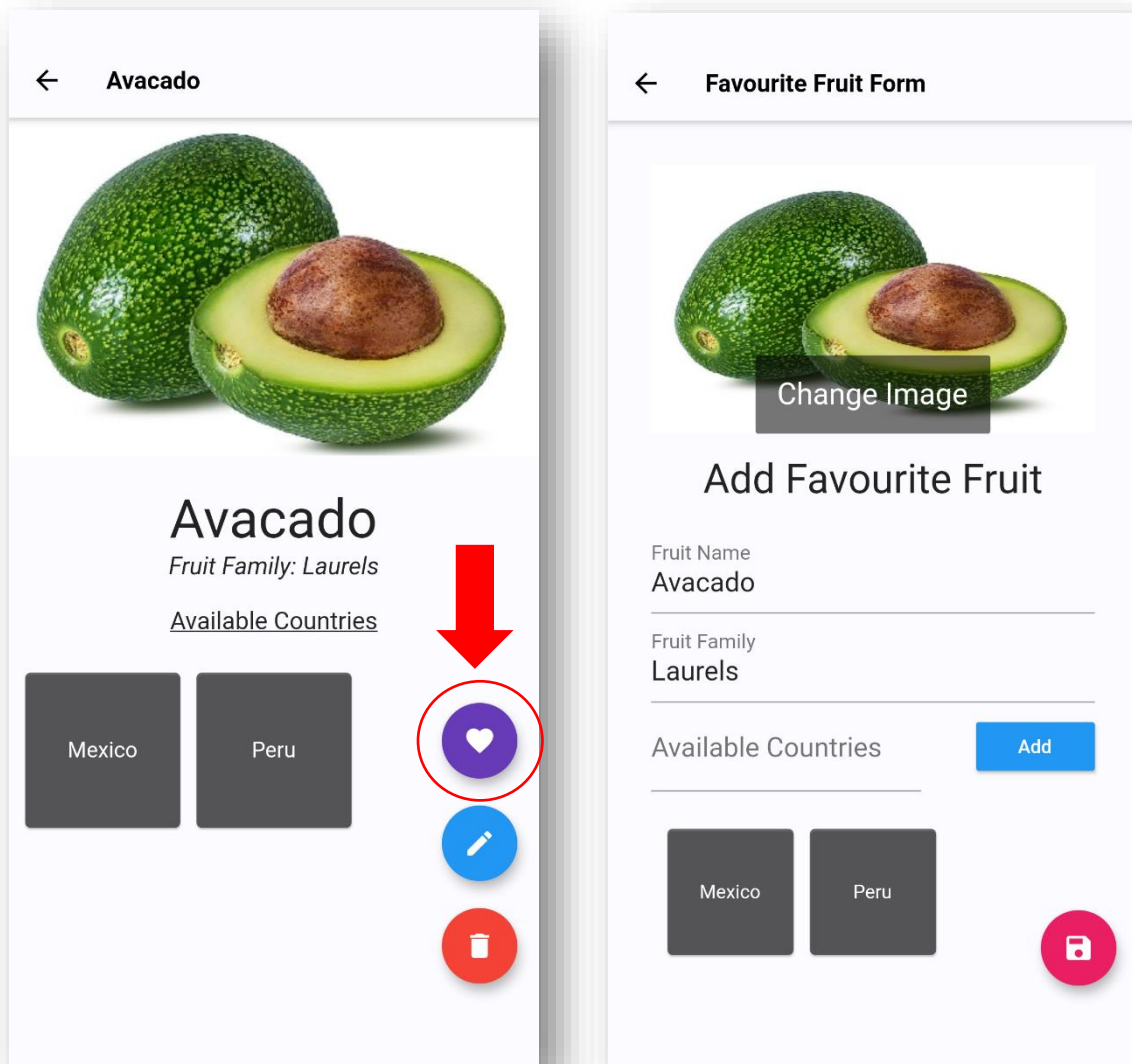 Avacado
Avacado
Fruit Family: Laurels
Available Countries
Mexico
Peru
Favourite Fruit Form
Change Image
Add Favourite Fruit
Fruit Name
Avacado
Fruit Family
Laurels
Available Countries
Add
Mexico
Peru